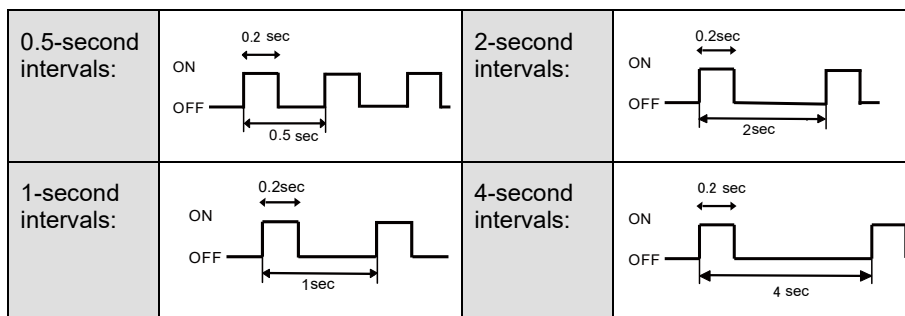 0.5-second
intervals:
0.2 sec
ON
OFF
0.5 sec
2-second
intervals:
0.2sec
ON
OFF
2sec
1-second
intervals:
0.2sec
ON
OFF
1sec
4-second
intervals:
0.2 sec
ON
OFF
4 sec